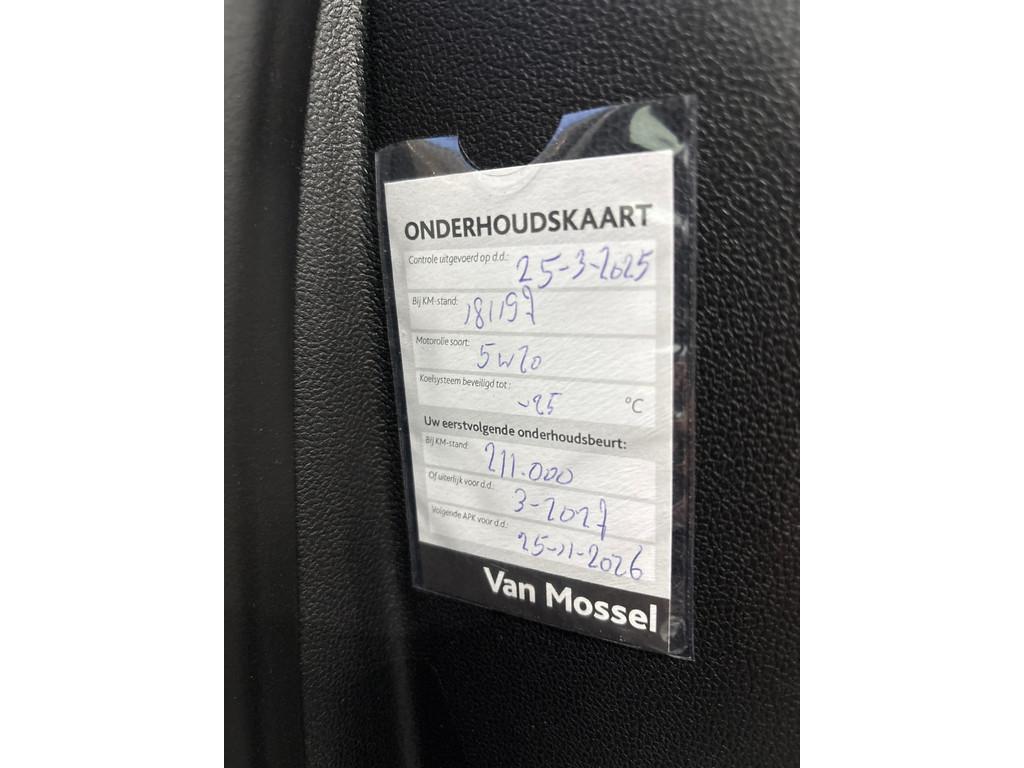 ONDERHOUDSKAART
Controle uitgevoerd op d.d.: 25-3-2025
Bij KM-stand: 181197
Motorolie soort: 5w20
Koelsysteem beveiligd tot: -25 °C
Uw eerstvolgende onderhoudsbeurt:
Bij KM-stand: 211.000
Of uiterlijk voor d.d.: 3-2027
Volgende APK voor d.d.: 25-11-2026
Van Mossel